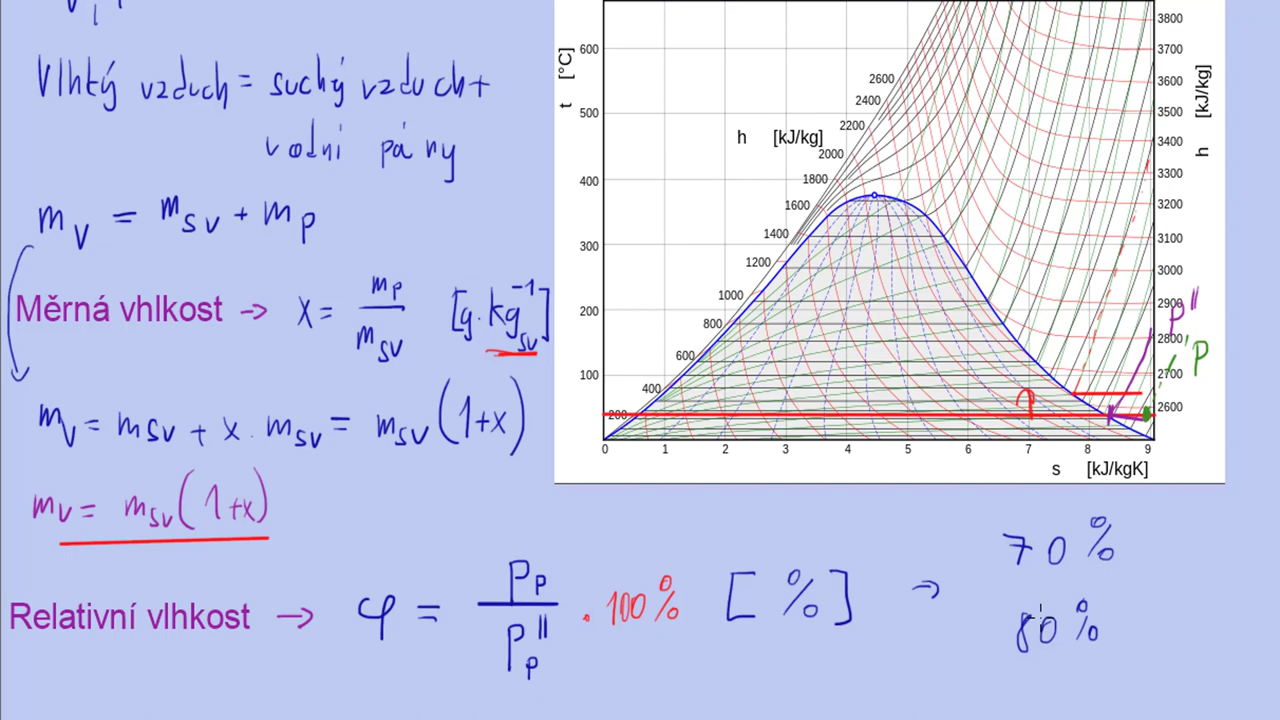 Vlhký vzduch = suchý vzduch +
vodní páry
m_V = m_SV + m_P
Měrná vhlkost → x = m_P / m_SV [g·kg⁻¹_SV]
m_V = m_SV + x · m_SV = m_SV (1+x)
m_V = m_SV (1+x)
Relativní vlhkost → φ = P_P / P_P" · 100% [%] → 70%
80%
t [°C]
600
500
400
300
200
100
h [kJ/kg]
2600
2400
2200
2000
1800
1600
1400
1200
1000
800
600
400
200
3800
3700
3600
3500
3400
3300
3200
3100
3000
2900
2800
2700
2600
h [kJ/kg]
P"
P
0 1 2 3 4 5 6 7 8 9
s [kJ/kgK]